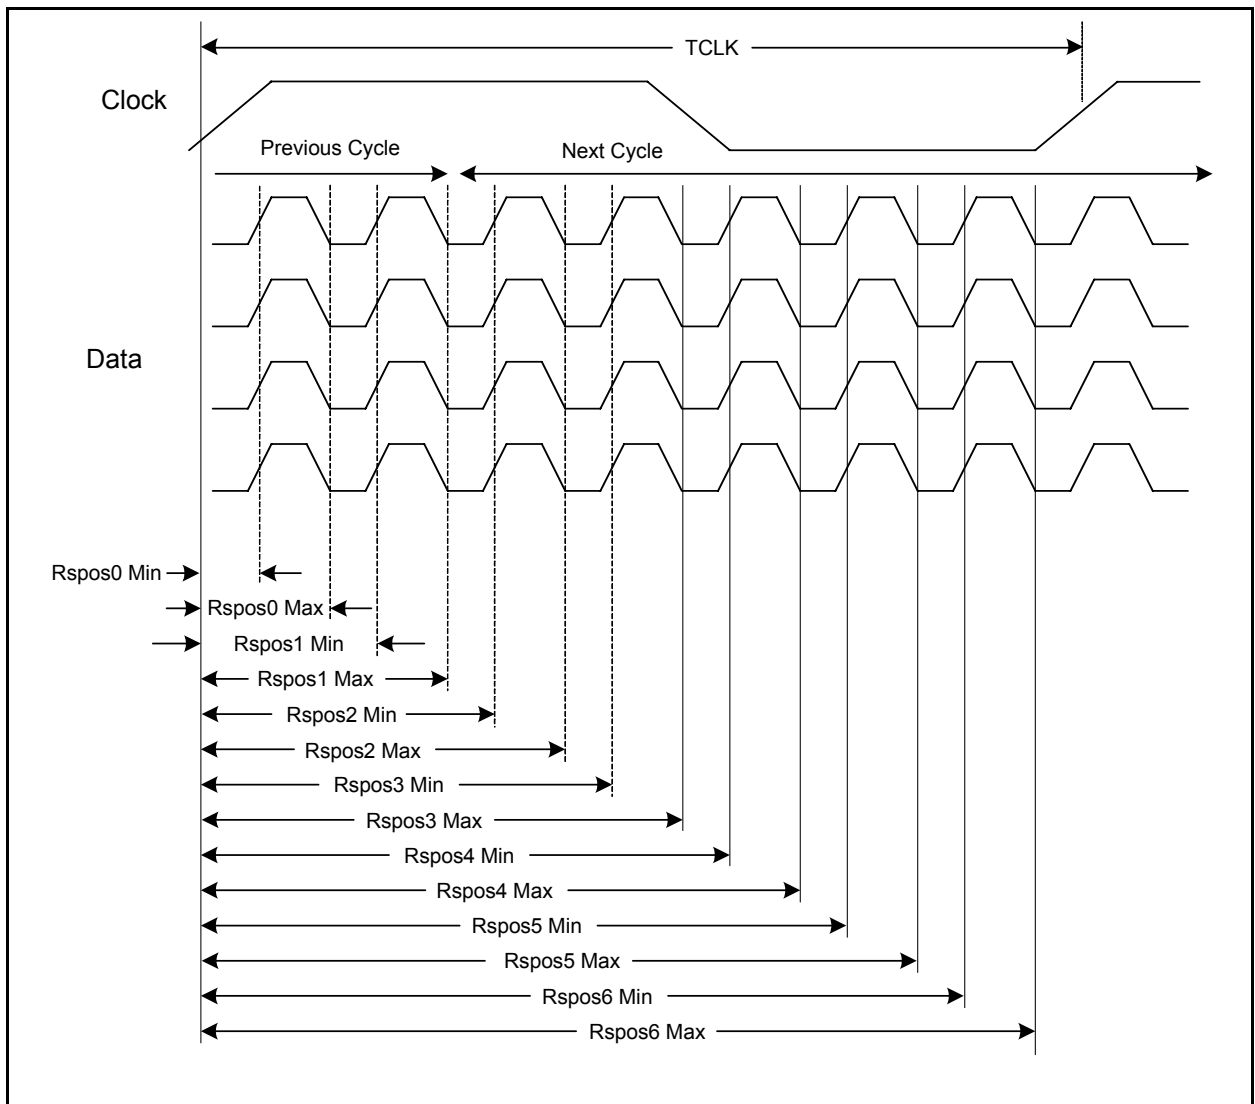 TCLK
Clock
Previous Cycle
Next Cycle
Data
Rspos0 Min
Rspos0 Max
Rspos1 Min
Rspos1 Max
Rspos2 Min
Rspos2 Max
Rspos3 Min
Rspos3 Max
Rspos4 Min
Rspos4 Max
Rspos5 Min
Rspos5 Max
Rspos6 Min
Rspos6 Max